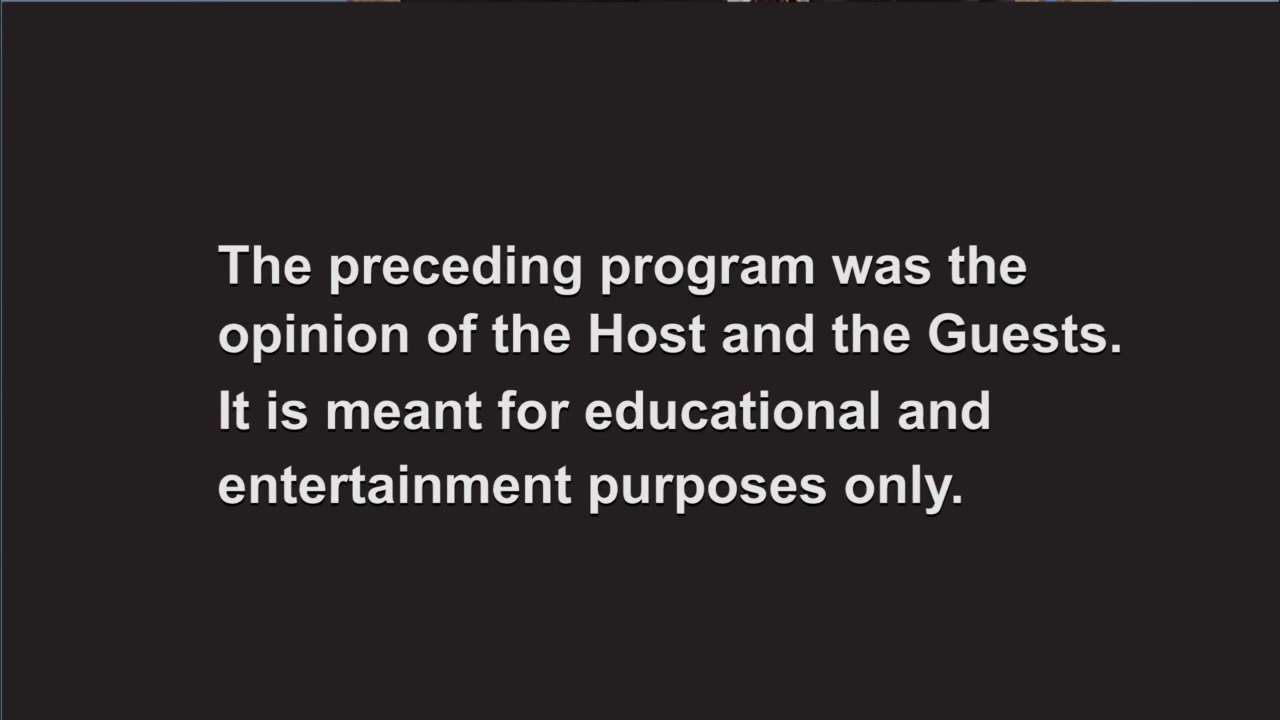 The preceding program was the
opinion of the Host and the Guests.
It is meant for educational and
entertainment purposes only.